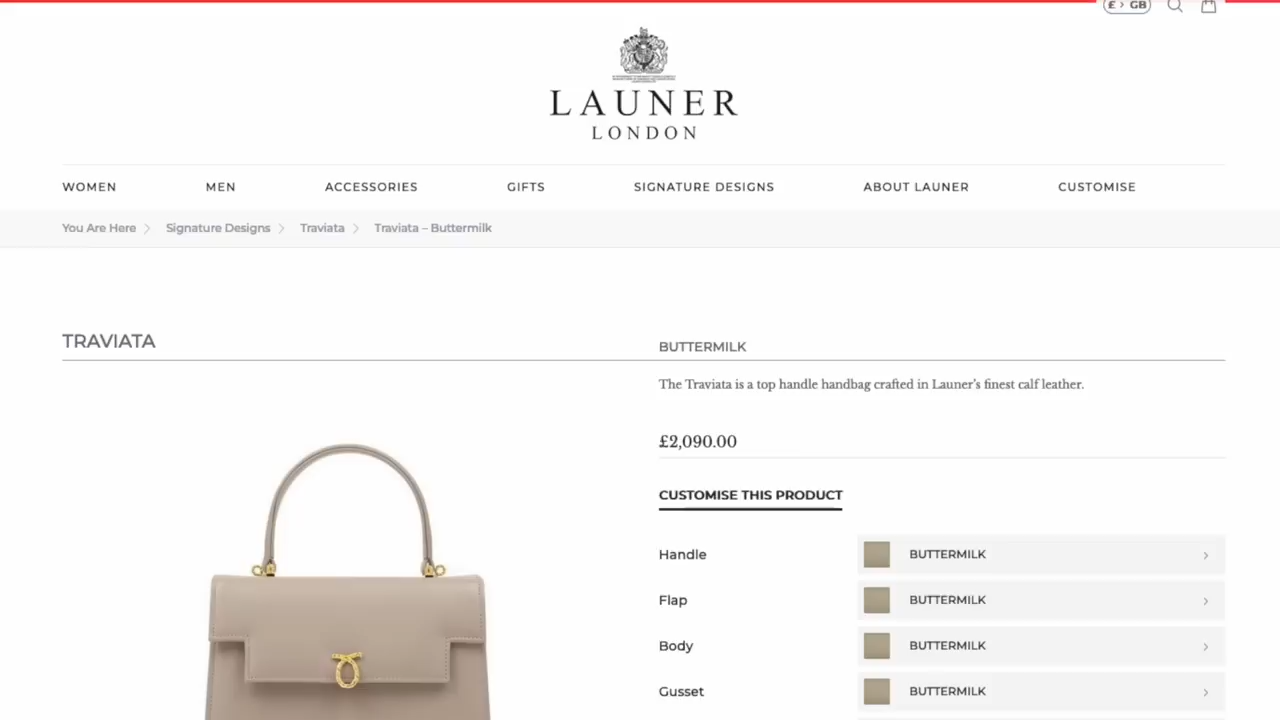 £ > GB
LAUNER
LONDON
WOMEN MEN ACCESSORIES GIFTS SIGNATURE DESIGNS ABOUT LAUNER CUSTOMISE
You Are Here > Signature Designs > Traviata > Traviata – Buttermilk
TRAVIATA
BUTTERMILK
The Traviata is a top handle handbag crafted in Launer's finest calf leather.
£2,090.00
CUSTOMISE THIS PRODUCT
Handle BUTTERMILK >
Flap BUTTERMILK >
Body BUTTERMILK >
Gusset BUTTERMILK >